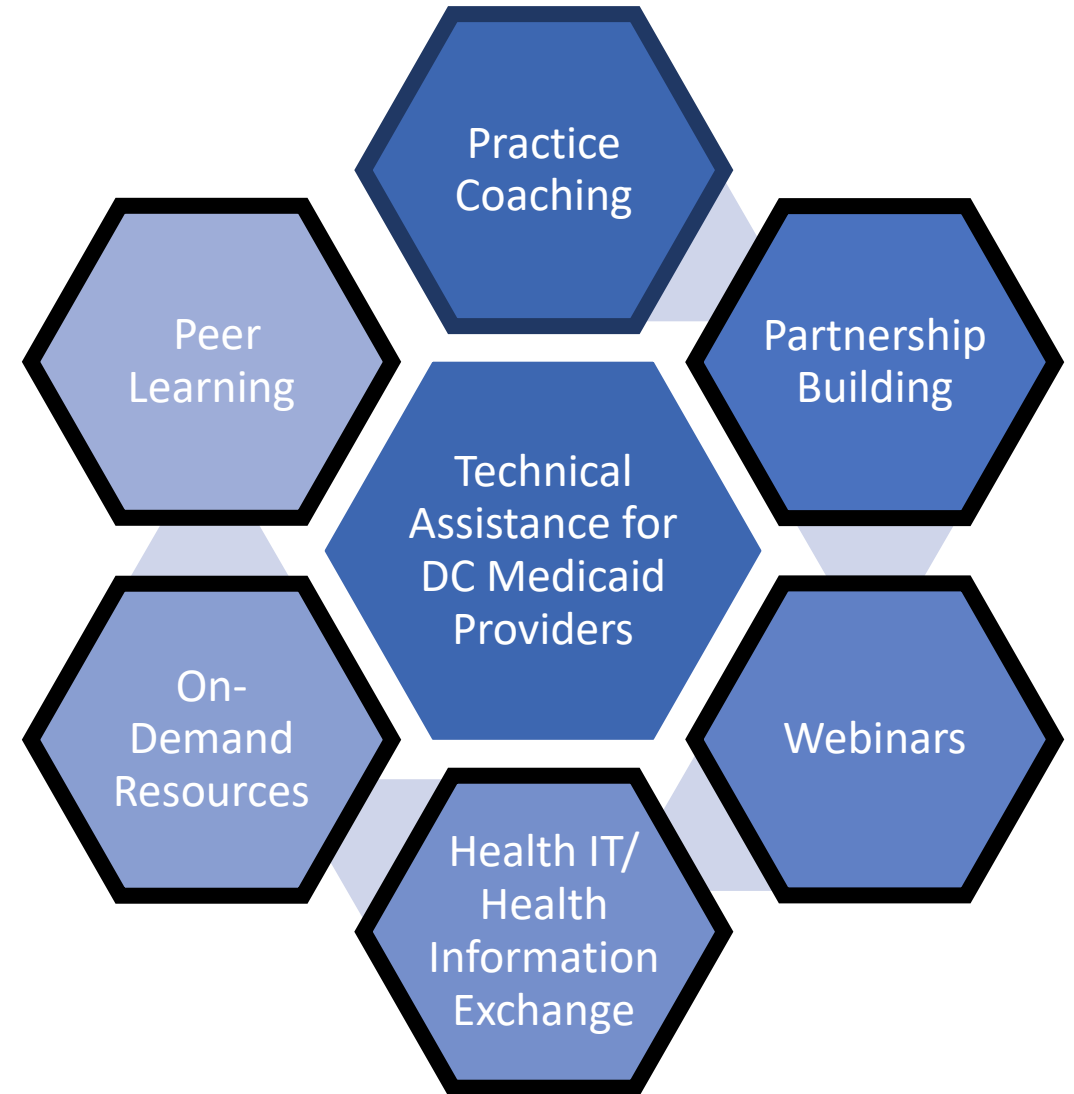 Practice
Coaching
Partnership
Building
Webinars
Health IT/
Health
Information
Exchange
On-
Demand
Resources
Peer
Learning
Technical
Assistance for
DC Medicaid
Providers